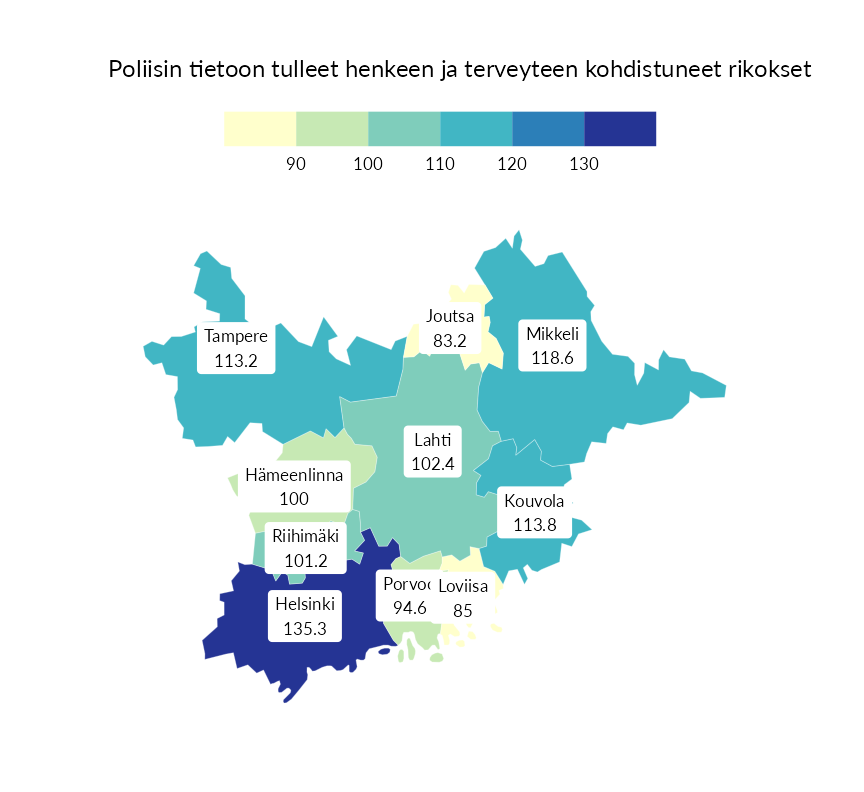 Poliisin tietoon tulleet henkeen ja terveyteen kohdistuneet rikokset
90 100 110 120 130
Joutsa
83.2
Tampere
113.2
Mikkeli
118.6
Lahti
102.4
Hämeenlinna
100
Kouvola
113.8
Riihimäki
101.2
Porvoo
94.6
Loviisa
85
Helsinki
135.3